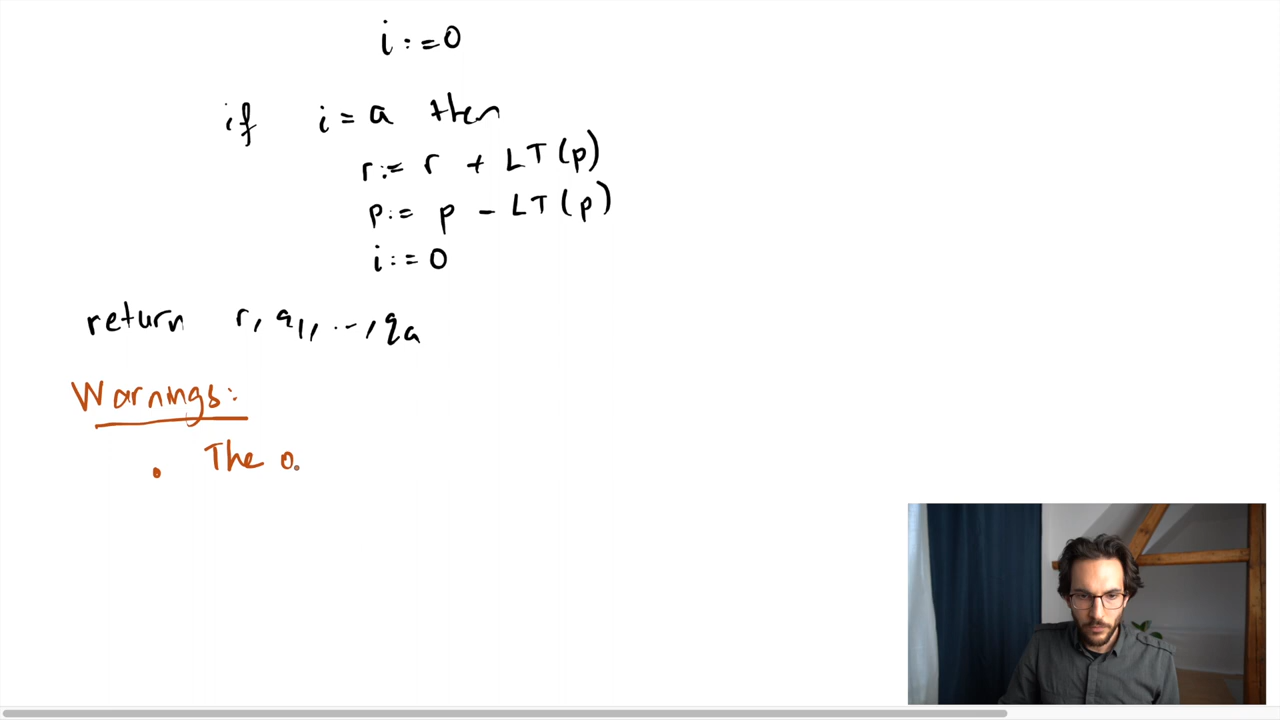 i := 0
if i = a then
r := r + LT(p)
p := p - LT(p)
i := 0
return r, q1, ..., qa
Warnings:
• The o